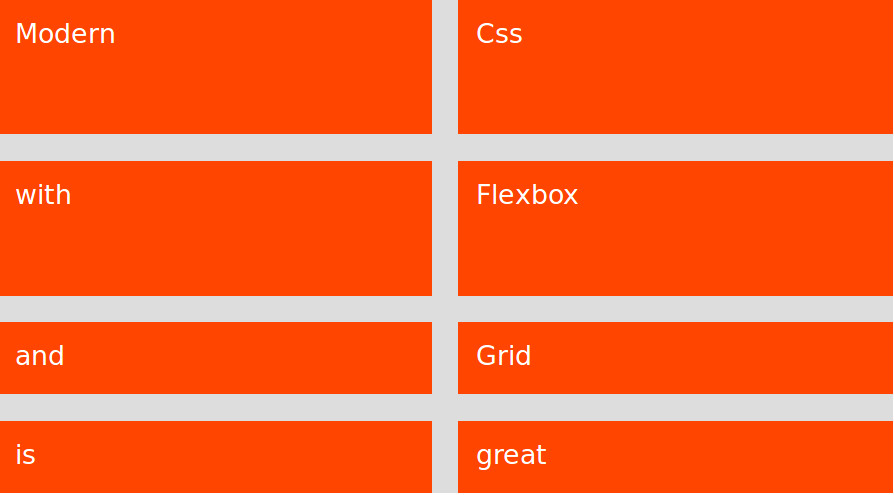 Modern
Css
with
Flexbox
and
Grid
is
great